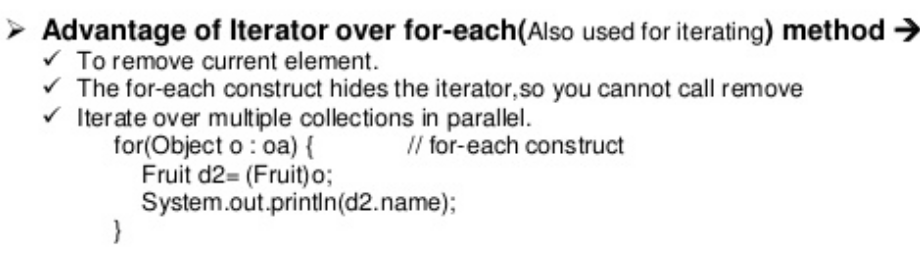 ➢ Advantage of Iterator over for-each(Also used for iterating) method →
✓ To remove current element.
✓ The for-each construct hides the iterator,so you cannot call remove
✓ Iterate over multiple collections in parallel.
for(Object o : oa) { // for-each construct
Fruit d2= (Fruit)o;
System.out.println(d2.name);
}